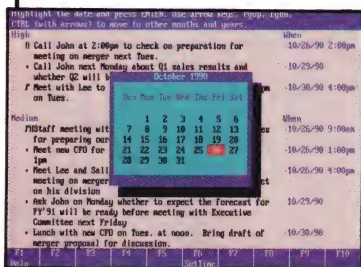 Highlight the date and press ENTER. Use arrow keys, PgUp, PgDn,
CTRL (with arrows) to move to other months and years.
High When
Call John at 2:00pm to check on preparation for ·10/26/90 2:00pm
meeting on merger next Tues.
Call John next Monday about Q1 sales results and ·10/29/90
whether Q2 will b
Meet with Lee to pm ·10/30/90 4:00pm
on Tues.
October 1990
Sun Mon Tue Wed Thu Fri Sat
1 2 3 4 5 6
7 8 9 10 11 12 13
14 15 16 17 18 19 20
21 22 23 24 25 27
28 29 30 31
Medium When
Staff meeting wit es ·10/26/90 9:00am
for preparing our
Meet new CFO for ·10/26/90 1:00pm
1pm
Meet Lee and Sall ·10/26/90 4:00pm
meeting on merger ct
on his division
Ask John on Monday whether to expect the forecast for ·10/29/90
FY'91 will be ready before meeting with Executive
Committee next Friday
Lunch with new CFO on Tues. at noon. Bring draft of ·10/30/90
merger proposal for discussion.
F1 F2 F3 F4 F5 F6 F7 F8 F9 F10
Help SetTime